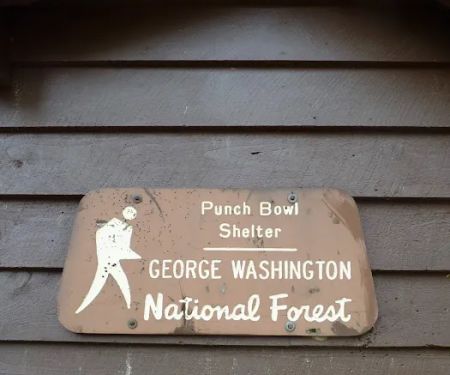 Punch Bowl
Shelter
GEORGE WASHINGTON
National Forest